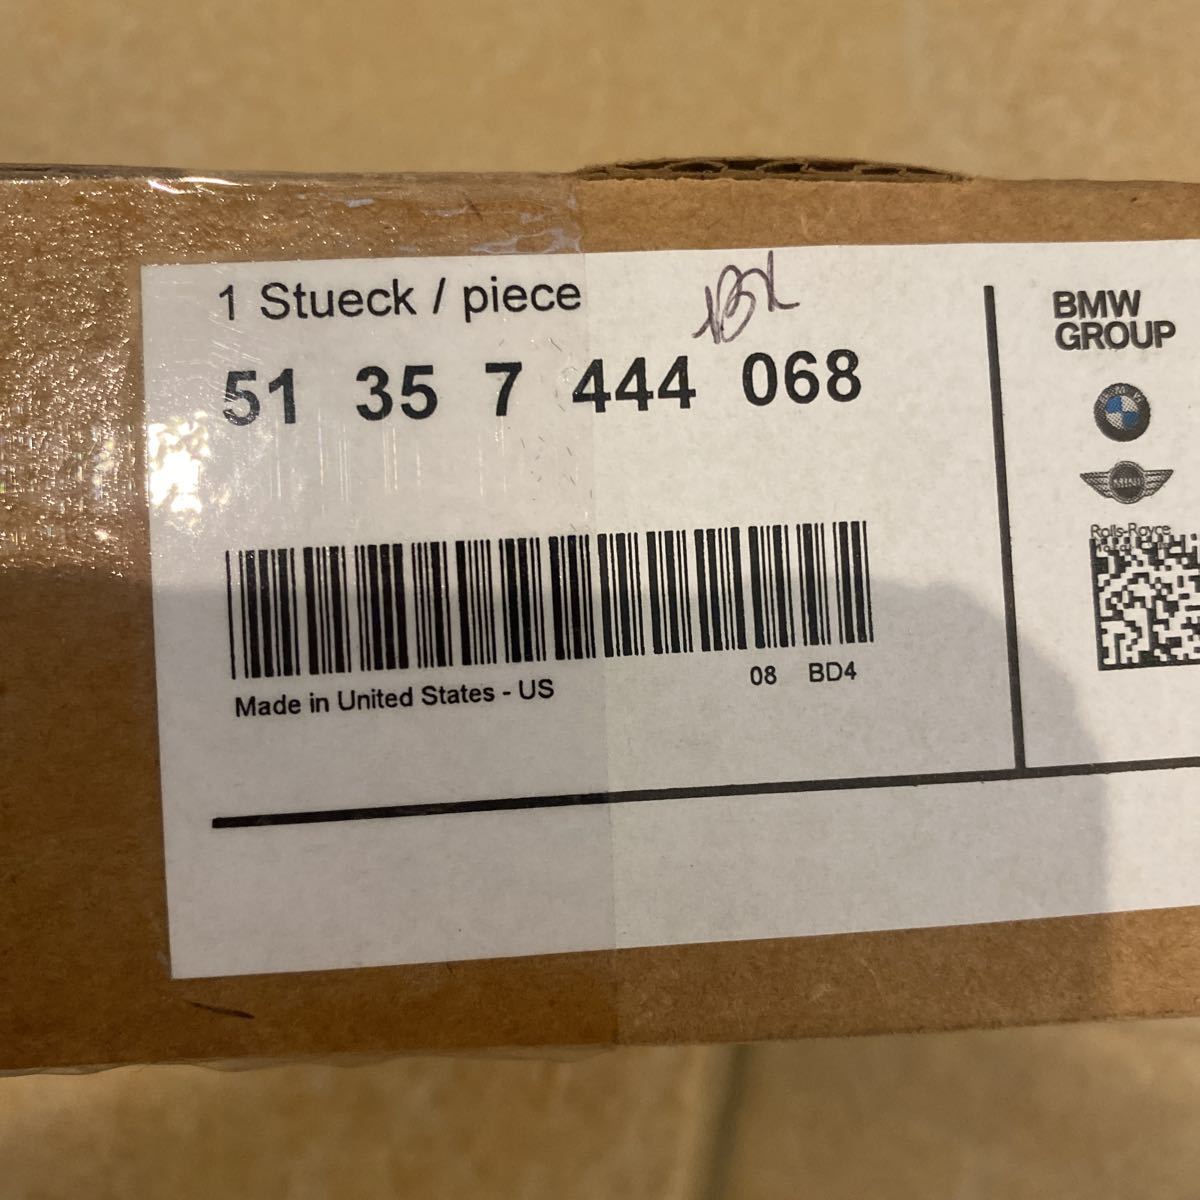 1 Stueck / piece
51 35 7 444 068
Made in United States - US
08 BD4
BMW
GROUP
MINI
Rolls-Royce